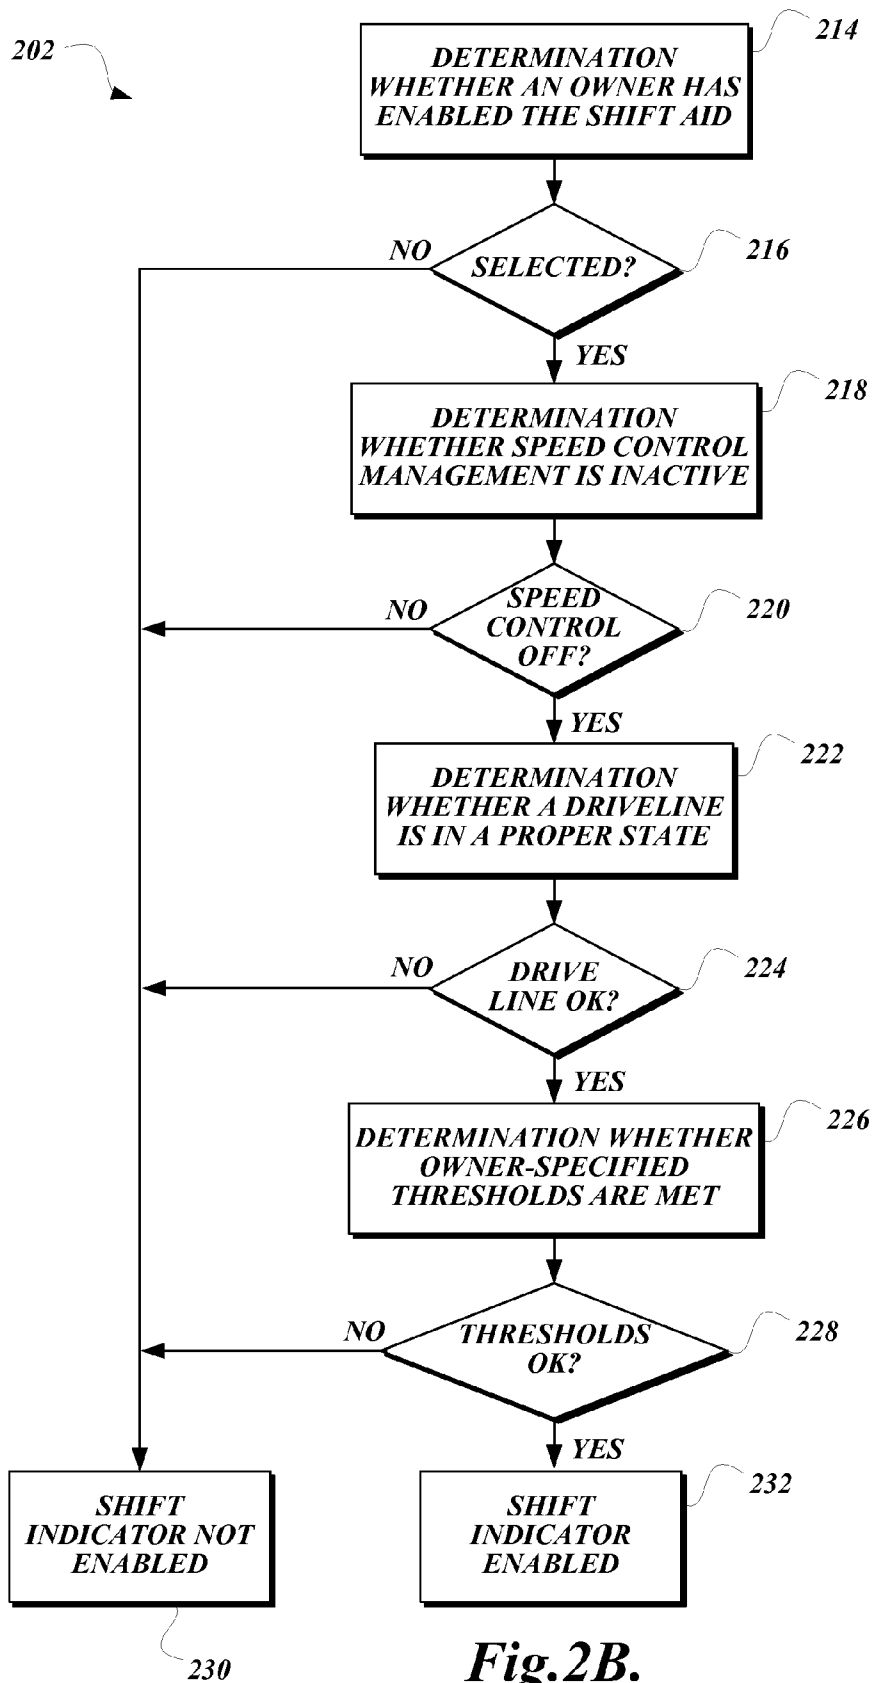 202
214
DETERMINATION
WHETHER AN OWNER HAS
ENABLED THE SHIFT AID
NO
SELECTED?
216
YES
218
DETERMINATION
WHETHER SPEED CONTROL
MANAGEMENT IS INACTIVE
NO
SPEED
CONTROL
OFF?
220
YES
222
DETERMINATION
WHETHER A DRIVELINE
IS IN A PROPER STATE
NO
DRIVE
LINE OK?
224
YES
226
DETERMINATION WHETHER
OWNER-SPECIFIED
THRESHOLDS ARE MET
NO
THRESHOLDS
OK?
228
YES
SHIFT
INDICATOR NOT
ENABLED
230
SHIFT
INDICATOR
ENABLED
232
Fig.2B.